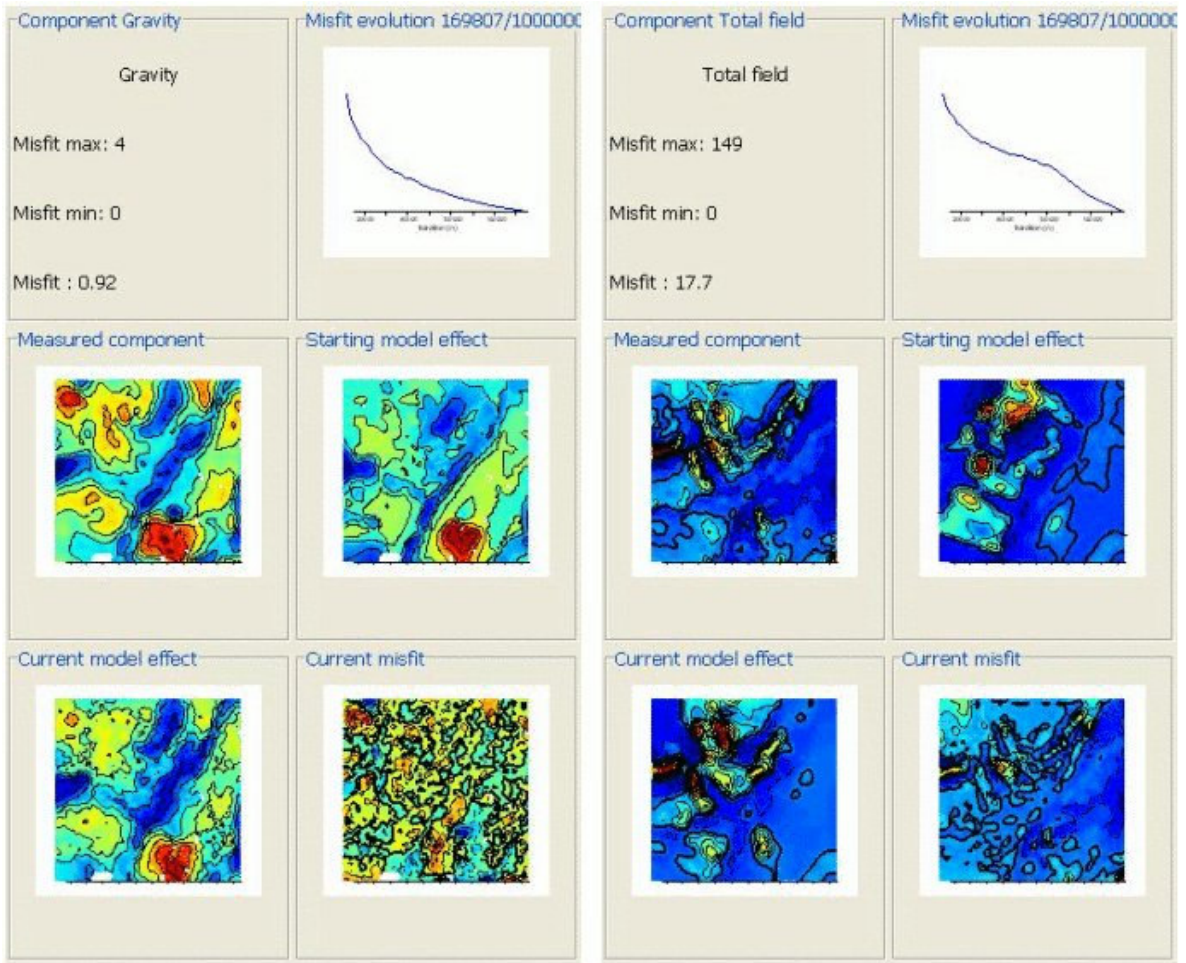 Component Gravity
Misfit evolution 169807/1000000
Gravity
Misfit max: 4
Misfit min: 0
Misfit : 0.92
Measured component
Starting model effect
Current model effect
Current misfit
Component Total field
Misfit evolution 169807/1000000
Total field
Misfit max: 149
Misfit min: 0
Misfit : 17.7
Measured component
Starting model effect
Current model effect
Current misfit